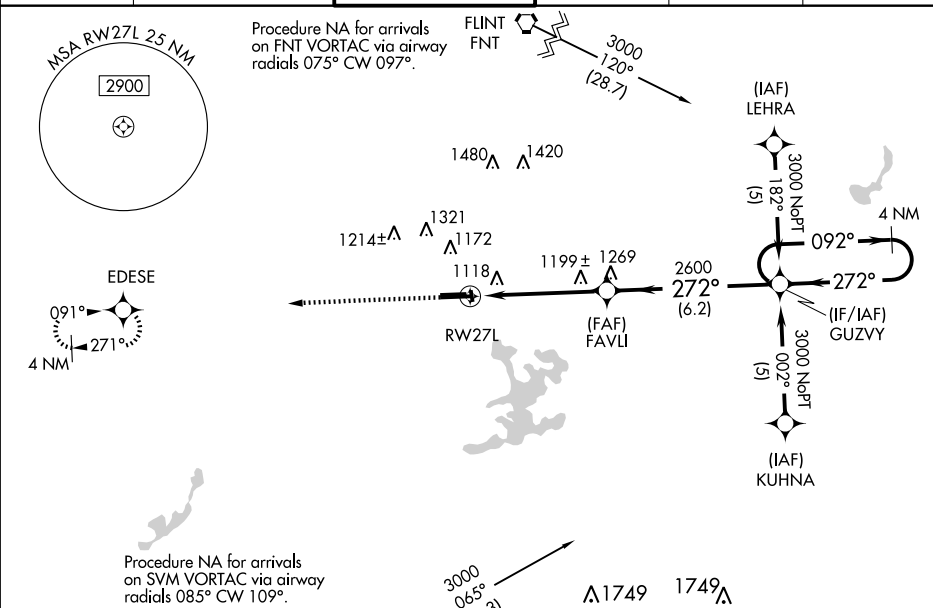 MSA RW27L 25 NM
2900
Procedure NA for arrivals
on FNT VORTAC via airway
radials 075° CW 097°.
FLINT
FNT
3000
120°
(28.7)
(IAF)
LEHRA
3000 NoPT
182°
(5)
4 NM
092°
272°
(IF/IAF)
GUZVY
1480
1420
1321
1214±
1172
1118
1199±
1269
2600
272°
(6.2)
EDESE
091°
271°
4 NM
RW27L
(FAF)
FAVLI
3000 NoPT
002°
(5)
(IAF)
KUHNA
Procedure NA for arrivals
on SVM VORTAC via airway
radials 085° CW 109°.
3000
065°
3)
1749
1749